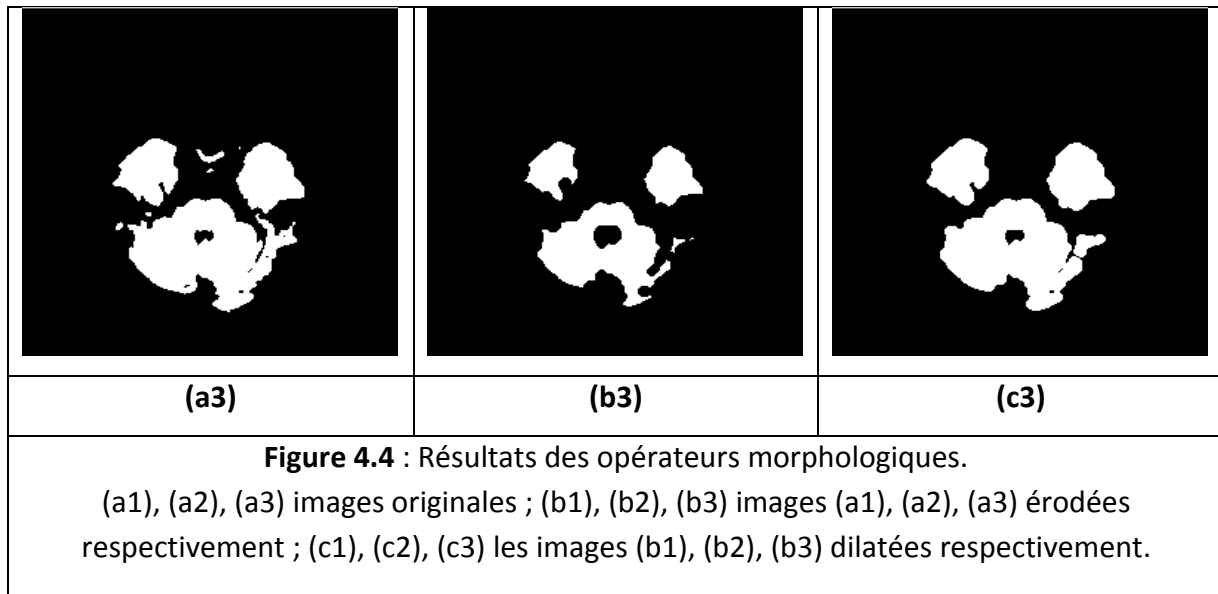 (a3) (b3) (c3)
Figure 4.4 : Résultats des opérateurs morphologiques.
(a1), (a2), (a3) images originales ; (b1), (b2), (b3) images (a1), (a2), (a3) érodées
respectivement ; (c1), (c2), (c3) les images (b1), (b2), (b3) dilatées respectivement.